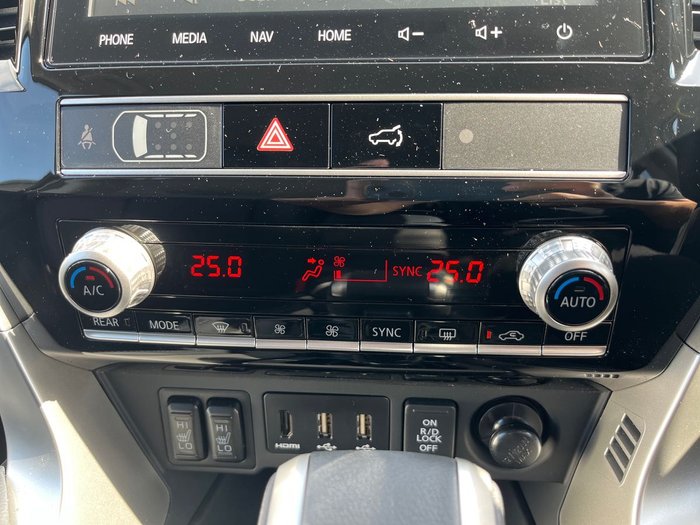 PHONE MEDIA NAV HOME
25.0 SYNC 25.0
A/C AUTO
REAR MODE SYNC OFF
HI HI
LO LO
HDMI
ON
R/D
LOCK
OFF